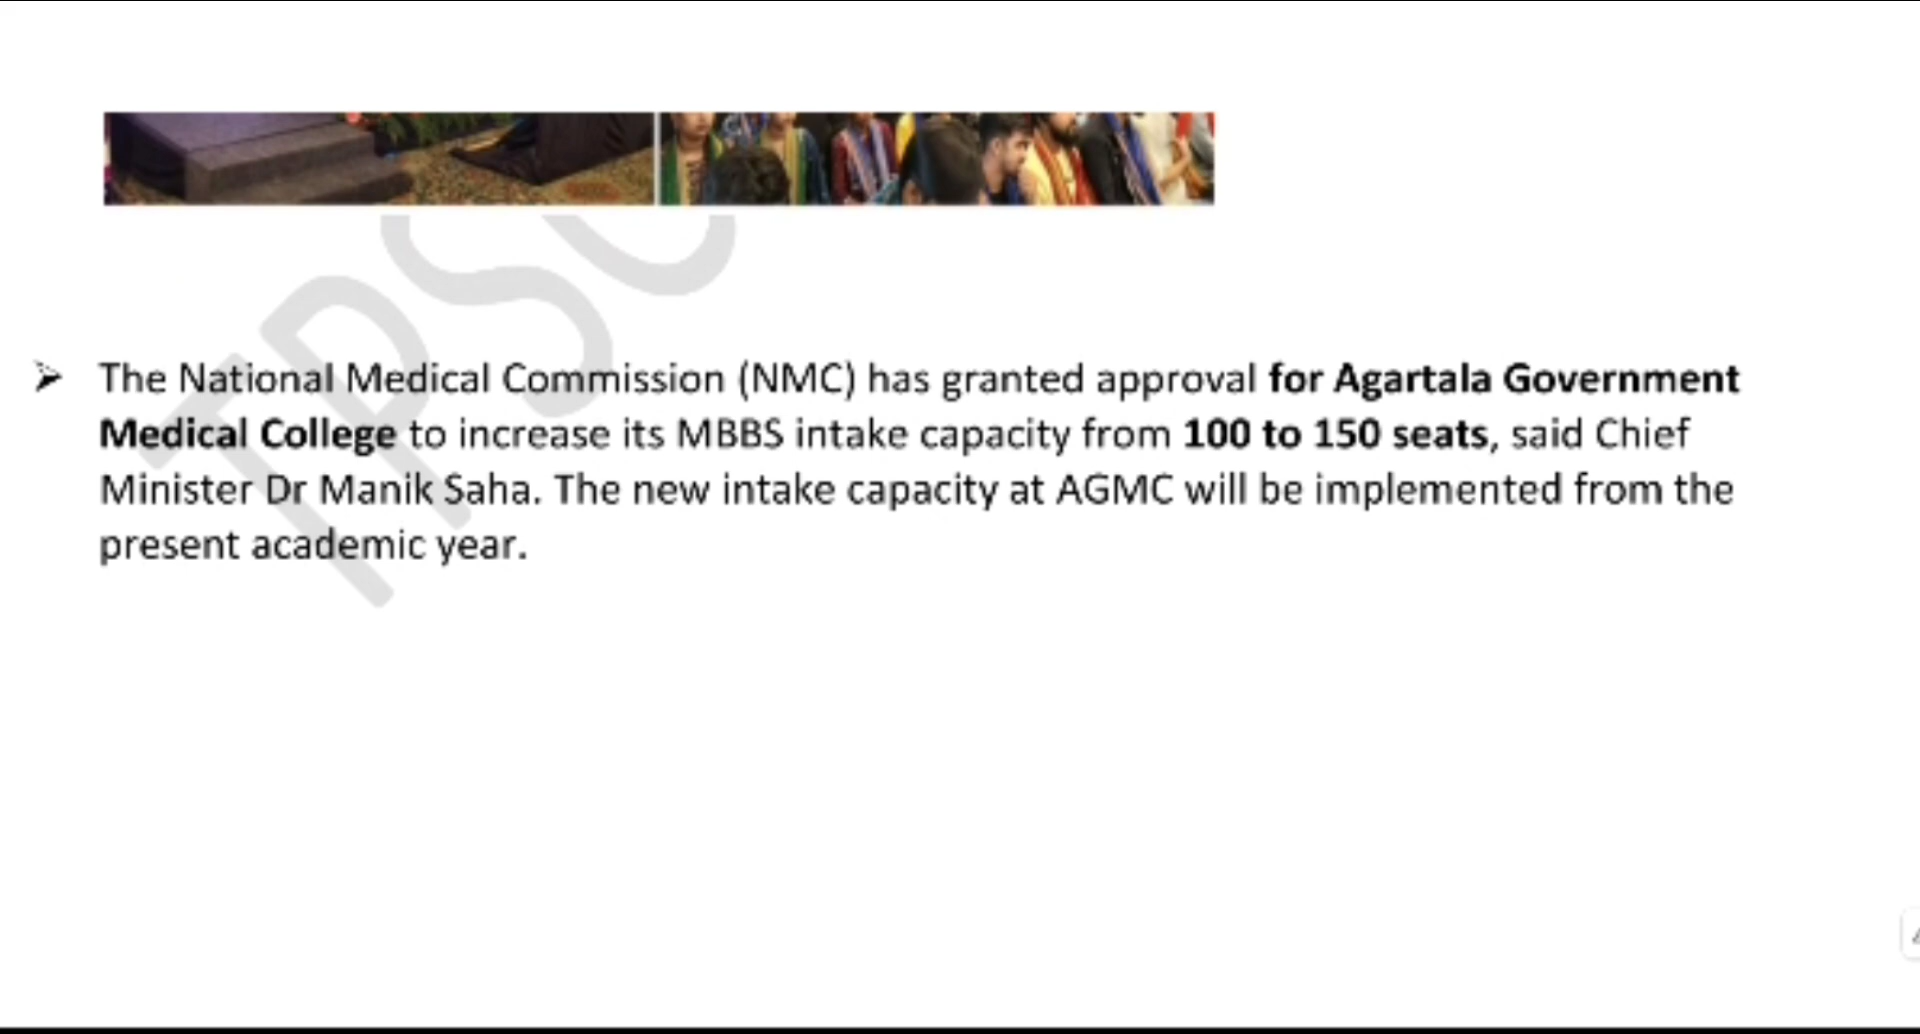 TPSC
➤ The National Medical Commission (NMC) has granted approval for Agartala Government
Medical College to increase its MBBS intake capacity from 100 to 150 seats, said Chief
Minister Dr Manik Saha. The new intake capacity at AGMC will be implemented from the
present academic year.